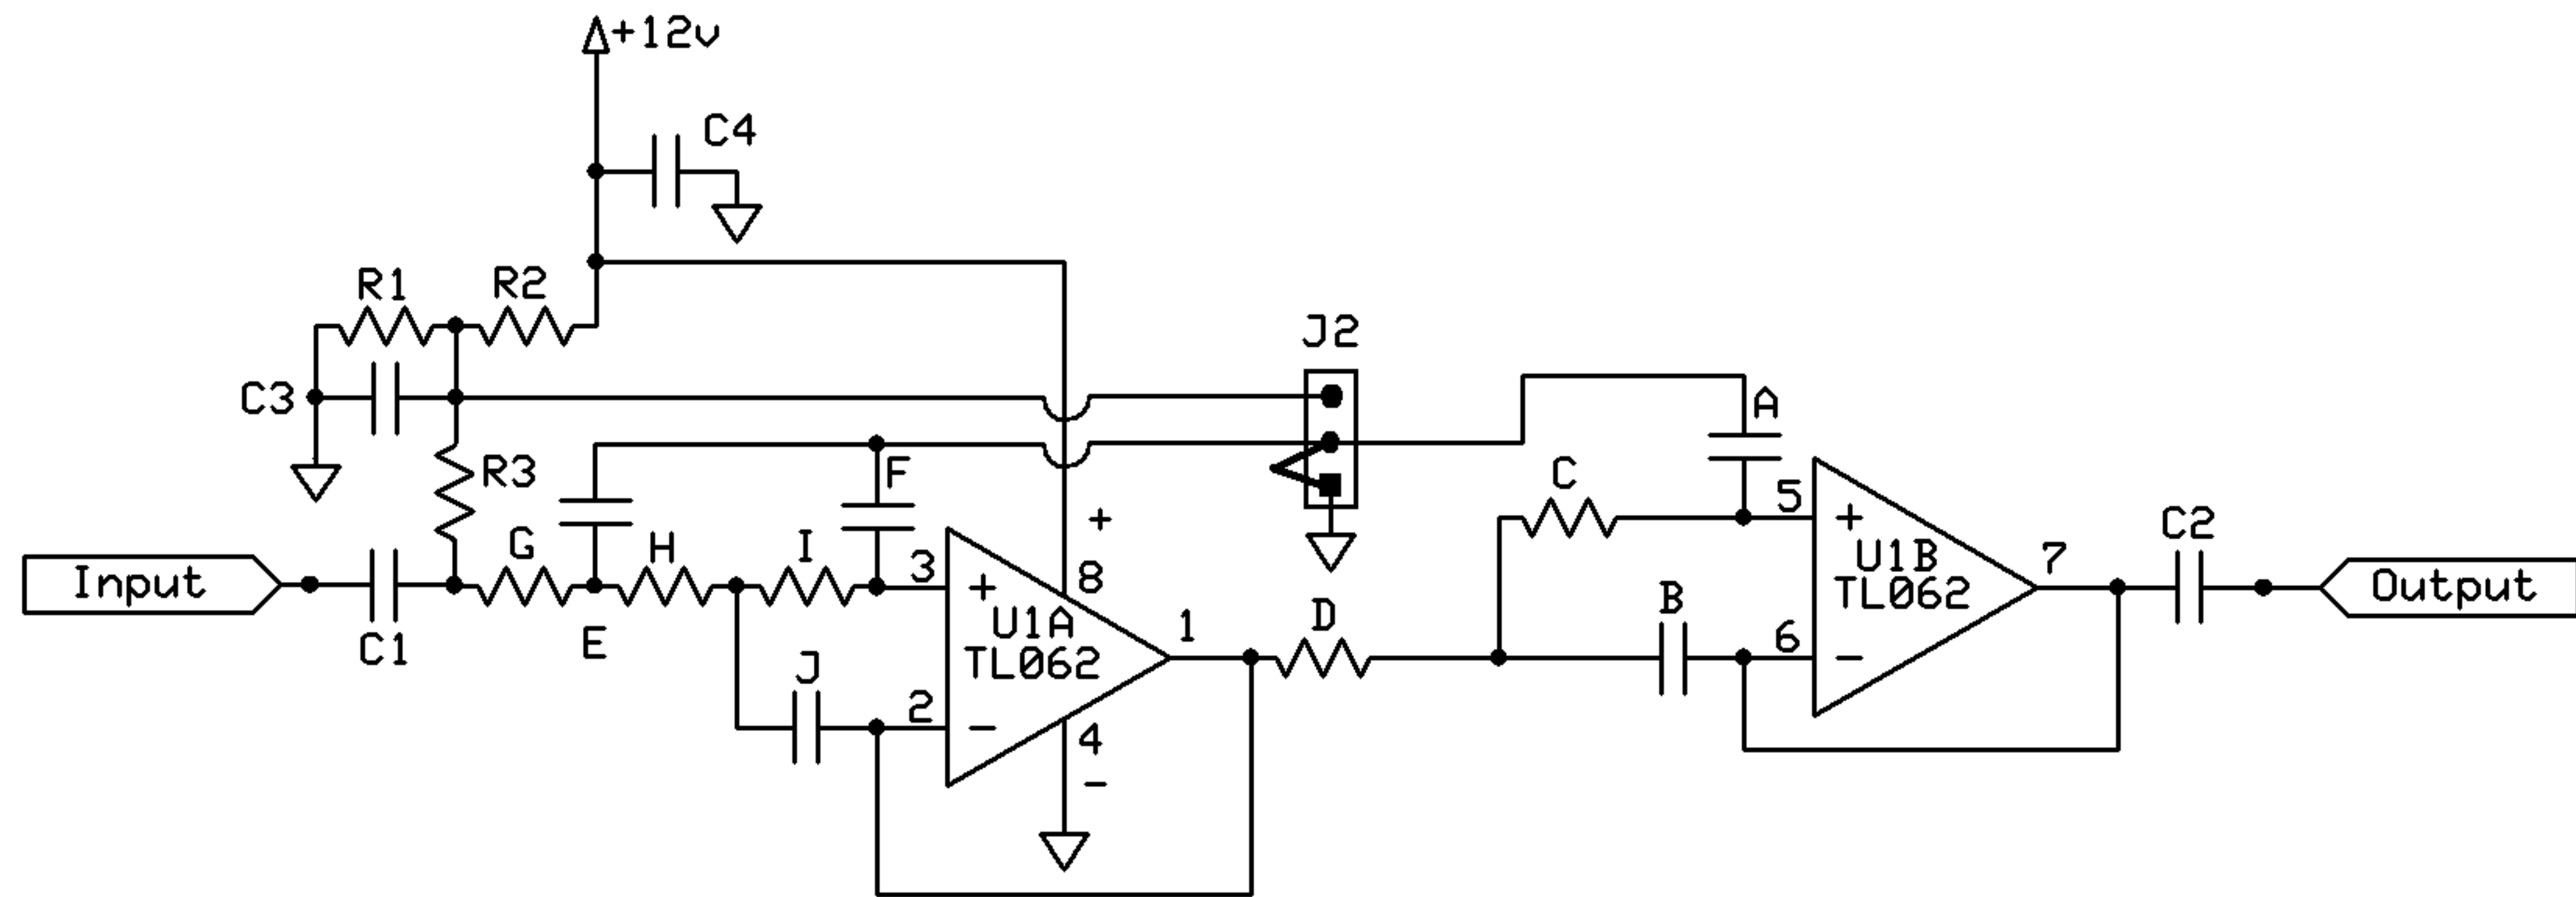 +12v
C4
R1
R2
J2
C3
A
R3
F
C
5
+
G
H
I
+
C2
Input
3
+
8
U1B
7
Output
TL062
E
C1
U1A
1
D
B
TL062
6
−
J
2
−
4
−